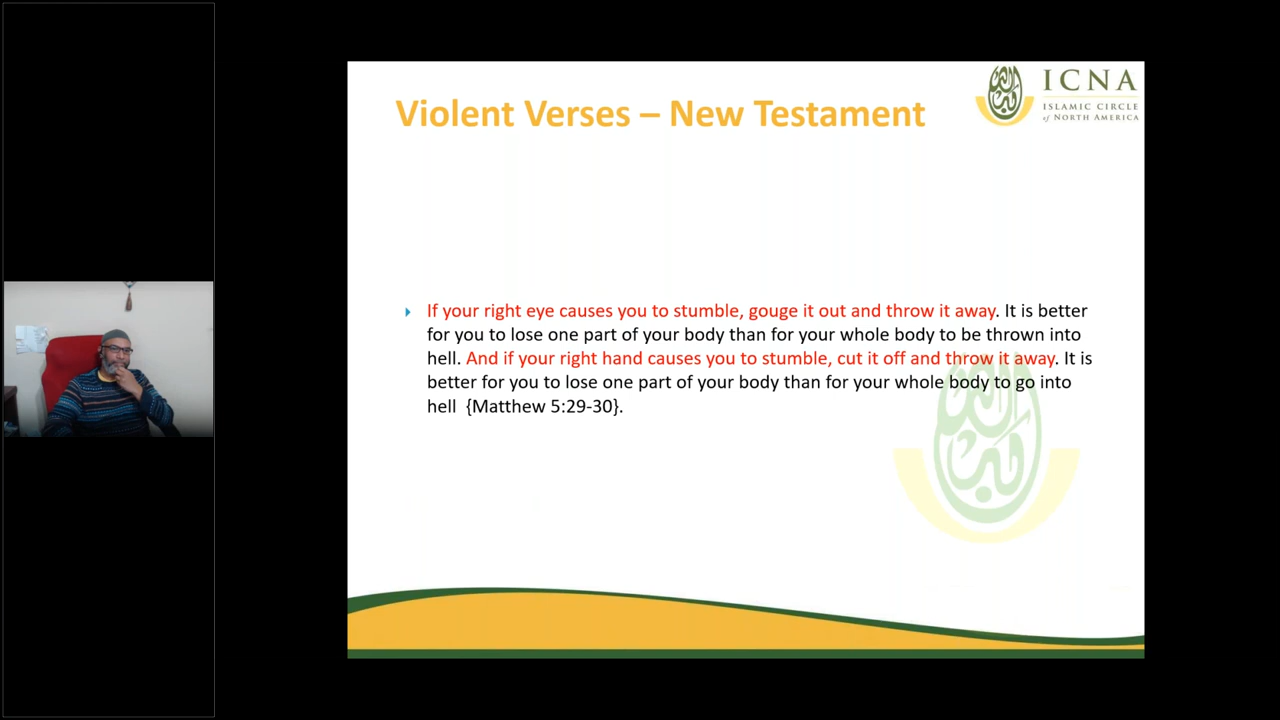 Violent Verses – New Testament
ICNA
ISLAMIC CIRCLE
of NORTH AMERICA
If your right eye causes you to stumble, gouge it out and throw it away. It is better
for you to lose one part of your body than for your whole body to be thrown into
hell. And if your right hand causes you to stumble, cut it off and throw it away. It is
better for you to lose one part of your body than for your whole body to go into
hell {Matthew 5:29-30}.